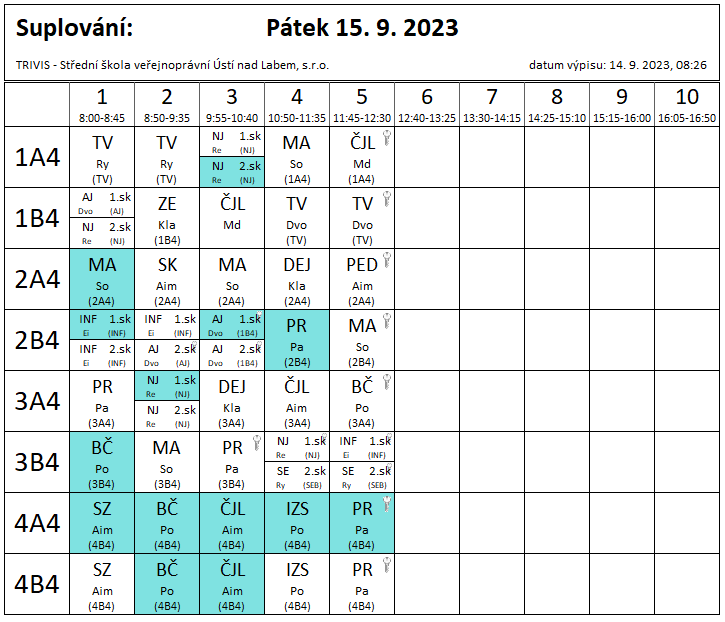 Suplování: Pátek 15. 9. 2023
TRIVIS - Střední škola veřejnoprávní Ústí nad Labem, s.r.o. datum výpisu: 14. 9. 2023, 08:26
1 2 3 4 5 6 7 8 9 10
8:00-8:45 8:50-9:35 9:55-10:40 10:50-11:35 11:45-12:30 12:40-13:25 13:30-14:15 14:25-15:10 15:15-16:00 16:05-16:50
1A4
TV
Ry
(TV)
TV
Ry
(TV)
NJ 1.sk
Re (NJ)
NJ 2.sk
Re (NJ)
MA
So
(1A4)
ČJL
Md
(1A4)
1B4
AJ 1.sk
Dvo (AJ)
NJ 2.sk
Re (NJ)
ZE
Kla
(1B4)
ČJL
Md
TV
Dvo
(TV)
TV
Dvo
(TV)
2A4
MA
So
(2A4)
SK
Aim
(2A4)
MA
So
(2A4)
DEJ
Kla
(2A4)
PED
Aim
(2A4)
2B4
INF 1.sk
Ei (INF)
INF 2.sk
Ei (INF)
INF 1.sk
Ei (INF)
AJ 2.sk
Dvo (AJ)
AJ 1.sk
Dvo (1B4)
AJ 2.sk
Dvo (1B4)
PR
Pa
(2B4)
MA
So
(2B4)
3A4
PR
Pa
(3A4)
NJ 1.sk
Re (NJ)
NJ 2.sk
Re (NJ)
DEJ
Kla
(3A4)
ČJL
Aim
(3A4)
BČ
Po
(3A4)
3B4
BČ
Po
(3B4)
MA
So
(3B4)
PR
Pa
(3B4)
NJ 1.sk
Re (NJ)
SE 2.sk
Ry (SEB)
INF 1.sk
Ei (INF)
SE 2.sk
Ry (SEB)
4A4
SZ
Aim
(4B4)
BČ
Po
(4B4)
ČJL
Aim
(4B4)
IZS
Po
(4B4)
PR
Pa
(4B4)
4B4
SZ
Aim
(4B4)
BČ
Po
(4B4)
ČJL
Aim
(4B4)
IZS
Po
(4B4)
PR
Pa
(4B4)